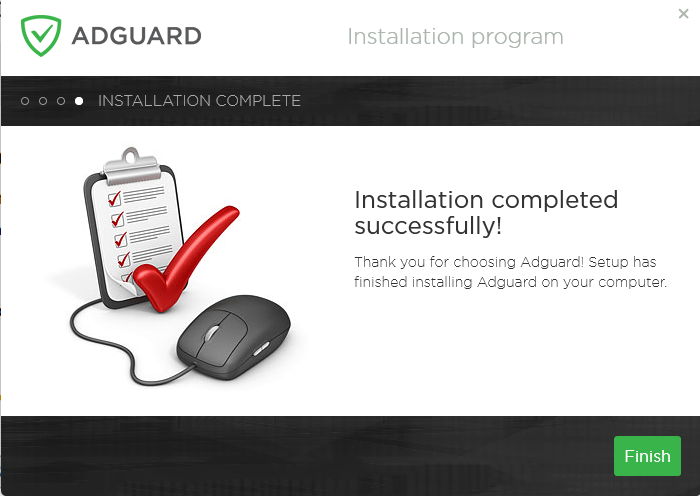 ADGUARD
Installation program
INSTALLATION COMPLETE
Installation completed
successfully!
Thank you for choosing Adguard! Setup has
finished installing Adguard on your computer.
Finish